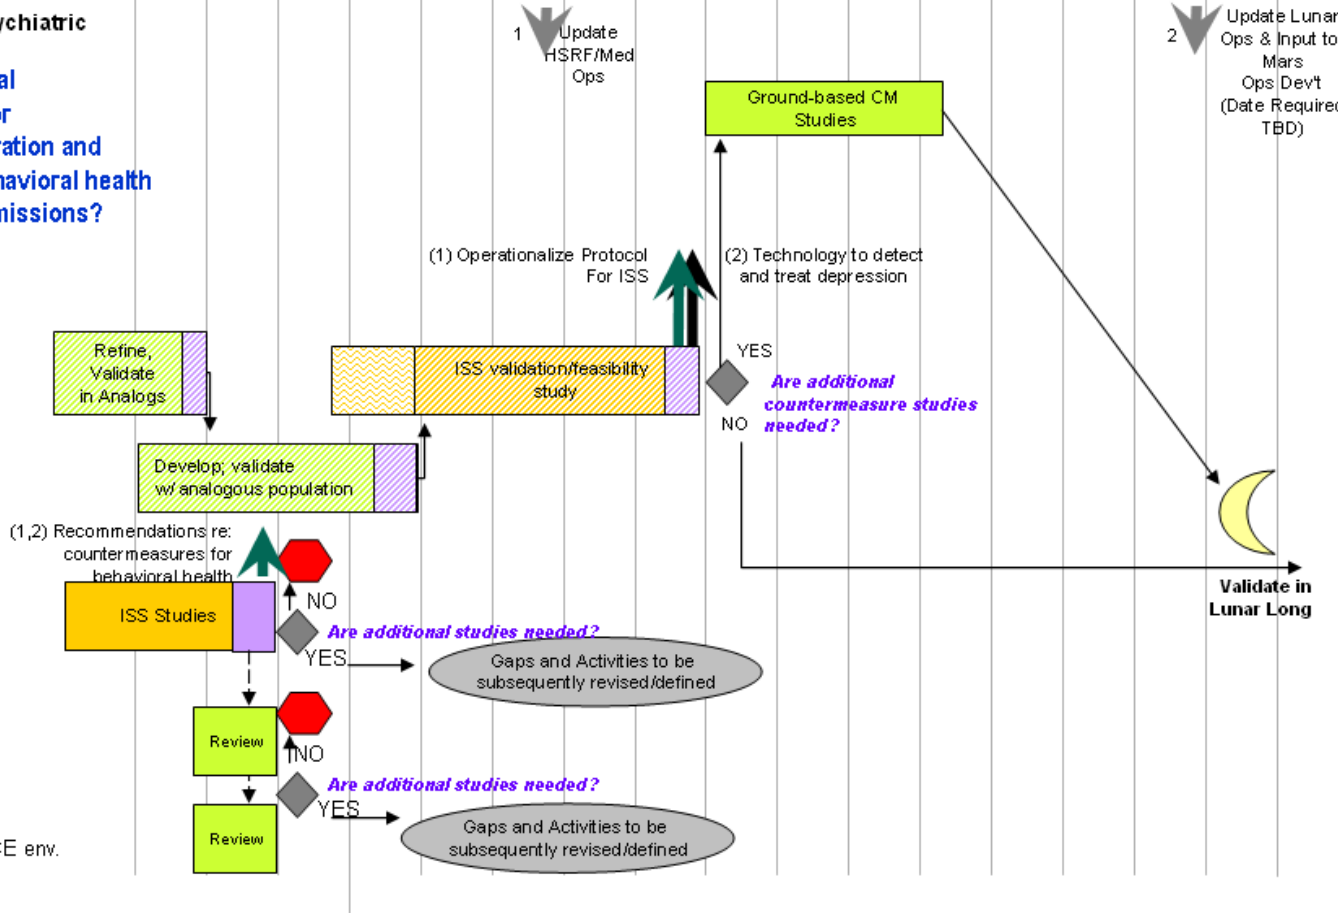 ychiatric
al
or
ration and
havioral health
missions?
1
Update
HSRF/Med
Ops
2
Update Lunar
Ops & Input to
Mars
Ops Dev't
(Date Required
TBD)
Ground-based CM
Studies
(1) Operationalize Protocol
For ISS
(2) Technology to detect
and treat depression
Refine,
Validate
in Analogs
ISS validation/feasibility
study
YES
Are additional
countermeasure studies
needed?
NO
Develop; validate
w/ analogous population
(1,2) Recommendations re:
countermeasures for
behavioral health
ISS Studies
NO
Are additional studies needed?
YES
Gaps and Activities to be
subsequently revised/defined
Validate in
Lunar Long
Review
NO
Are additional studies needed?
YES
Review
Gaps and Activities to be
subsequently revised/defined
E env.